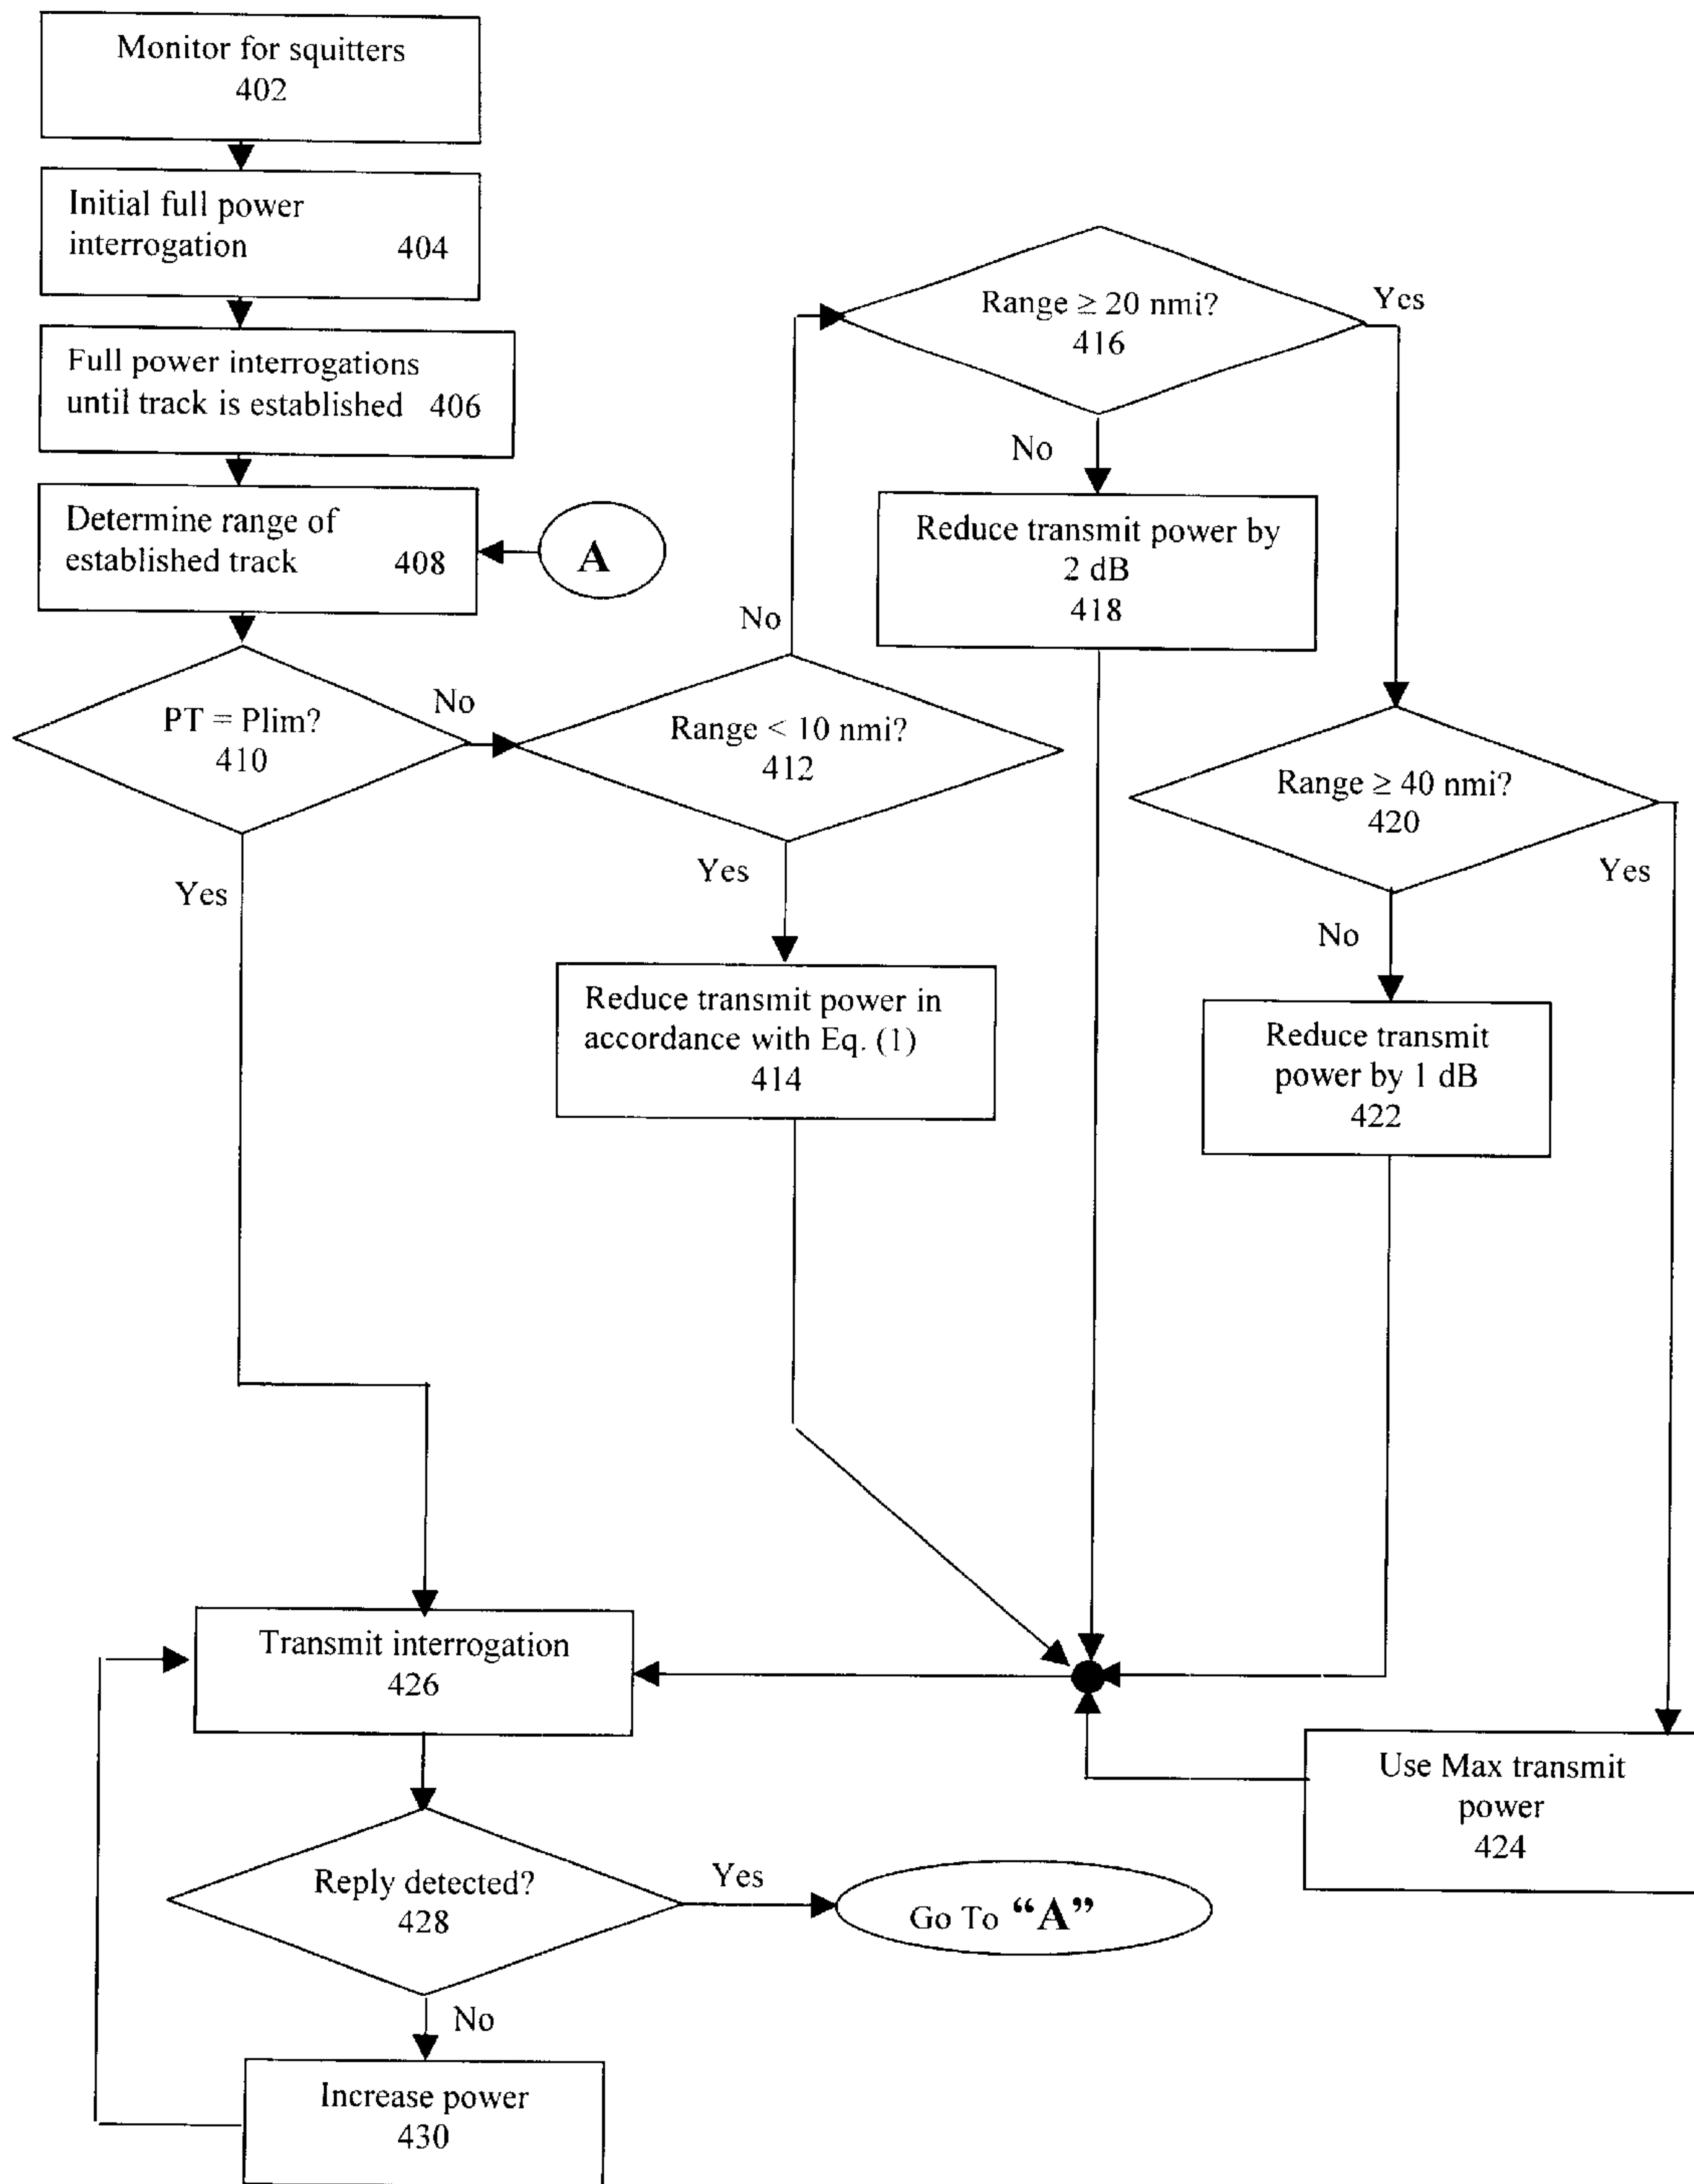 Monitor for squitters
402
Initial full power
interrogation 404
Full power interrogations
until track is established 406
Determine range of
established track 408
A
PT = Plim?
410
No
Yes
Range < 10 nmi?
412
No
Yes
Reduce transmit power in
accordance with Eq. (1)
414
Range ≥ 20 nmi?
416
Yes
No
Reduce transmit power by
2 dB
418
Range ≥ 40 nmi?
420
Yes
No
Reduce transmit
power by 1 dB
422
Use Max transmit
power
424
Transmit interrogation
426
Reply detected?
428
Yes
Go To “A”
No
Increase power
430